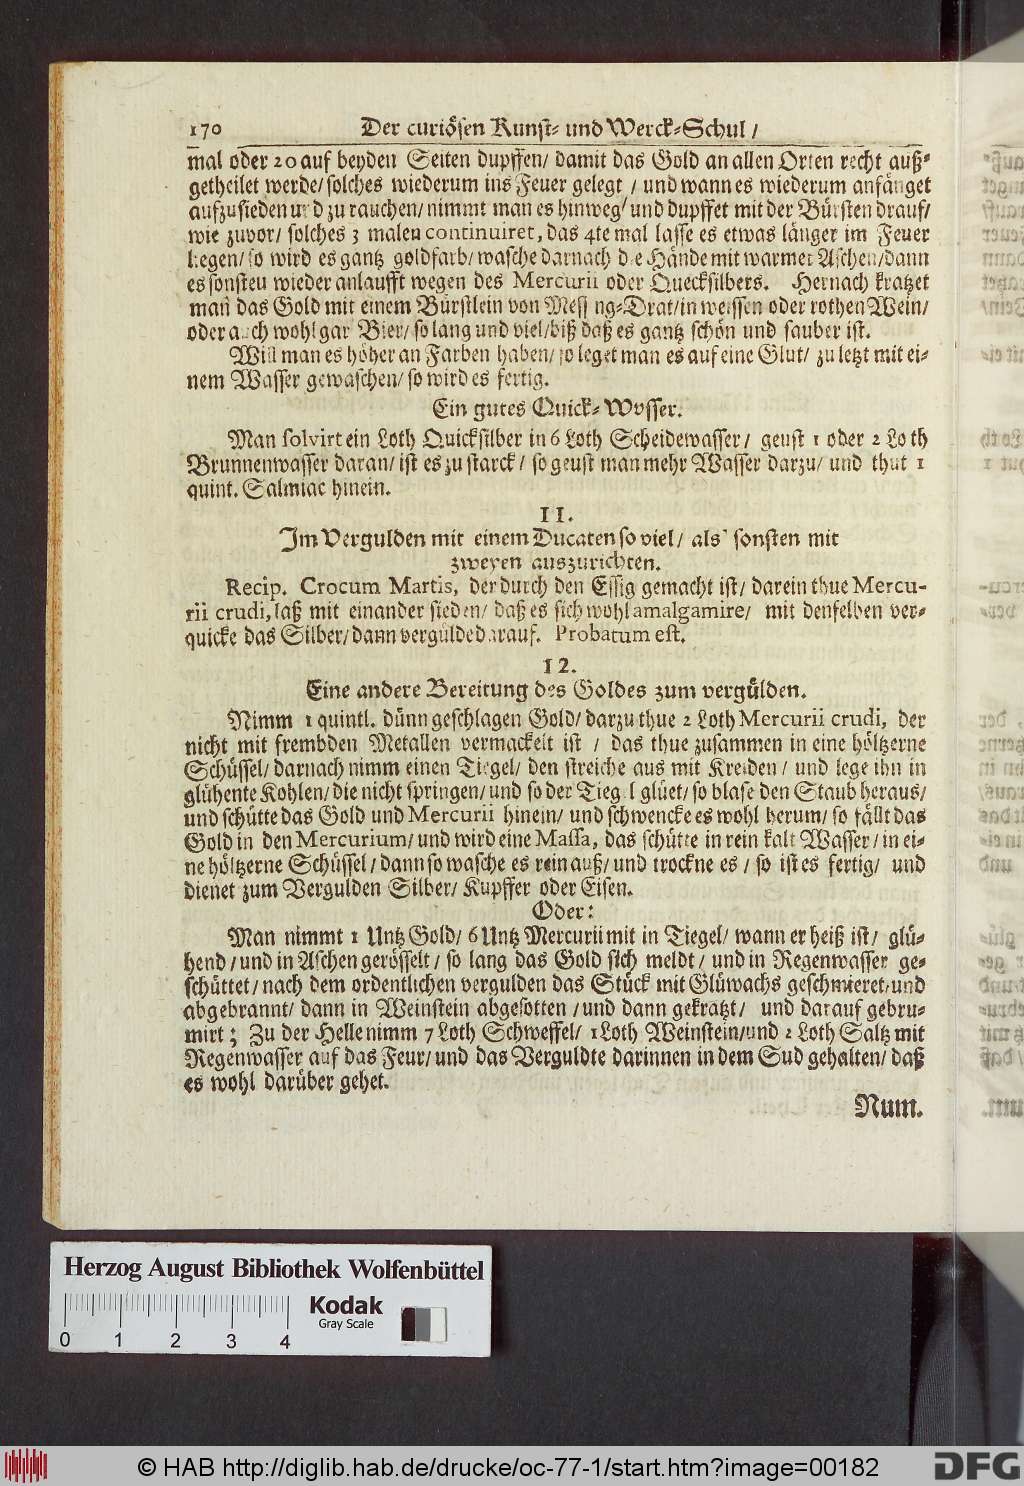 170 Der curiösen Kunst- und Werck-Schul /
mal oder 20 auf beyden Seiten dupffen/ damit das Gold an allen Orten recht auß-
getheilet werde/ solches wiederum ins Feuer gelegt / und wann es wiederum anfänget
aufzusieden und zu rauchen/ nimmt man es hinweg/ und dupffet mit der Bürsten drauf/
wie zuvor/ solches 3 malen continuiret, das 4te mal lasse es etwas länger im Feuer
liegen/ so wird es gantz goldfarb/ wasche darnach die Hände mit warmer Aschen/ dann
es sonsten wieder anlaufft wegen des Mercurii oder Quecksilbers. Hernach kratzet
man das Gold mit einem Bürstlein von Messing-Drat/ in weissen oder rothen Wein/
oder auch wohl gar Bier/ so lang und viel/ biß daß es gantz schön und sauber ist.
Will man es höher an Farben haben/ so leget man es auf eine Glut/ zu letzt mit ei-
nem Wasser gewaschen/ so wird es fertig.
Ein gutes Quick-Wasser.
Man solvirt ein Loth Quicksilber in 6 Loth Scheidewasser/ geust 1 oder 2 Loth
Brunnenwasser daran/ ist es zu starck / so geust man mehr Wasser darzu/ und thut 1
quint. Salmiac hinein.
11.
Im Vergulden mit einem Ducaten so viel/ als sonsten mit
zweyen auszurichten.
Recip. Crocum Martis, der durch den Essig gemacht ist/ darein thue Mercu-
rii crudi, laß mit einander sieden/ daß es sich wohl amalgamire/ mit denselben ver-
quicke das Silber/ dann vergülde darauf. Probatum est.
12.
Eine andere Bereitung des Goldes zum vergülden.
Nimm 1 quintl. dünn geschlagen Gold/ darzu thue 2 Loth Mercurii crudi, der
nicht mit frembden Metallen vermackelt ist / das thue zusammen in eine höltzerne
Schüssel/ darnach nimm einen Tiegel/ den streiche aus mit Kreiden / und lege ihn in
glühente Kohlen/ die nicht springen/ und so der Tiegel glüet/ so blase den Staub heraus/
und schütte das Gold und Mercurii hinein/ und schwencke es wohl herum/ so fällt das
Gold in den Mercurium/ und wird eine Massa, das schütte in rein kalt Wasser/ in ei-
ne höltzerne Schüssel/ dann so wasche es rein auß/ und trockne es / so ist es fertig/ und
dienet zum Vergulden Silber/ Kupffer oder Eisen.
Oder:
Man nimmt 1 Untz Gold/ 6 Untz Mercurii mit in Tiegel/ wann er heiß ist/ glü-
hend/ und in Aschen gerösselt/ so lang das Gold sich meldt/ und in Regenwasser ge-
schüttet/ nach dem ordentlichen vergulden das Stück mit Glüwachs geschmieret/ und
abgebrannt/ dann in Weinstein abgesotten / und dann gekratzt/ und darauf gebru-
mirt; Zu der Helle nimm 7 Loth Schweffel/ 1 Loth Weinstein/ und 2 Loth Saltz mit
Regenwasser auf das Feur/ und das Verguldte darinnen in dem Sud gehalten/ daß
es wohl darüber gehet.
Num.
Herzog August Bibliothek Wolfenbüttel
Kodak
Gray Scale
0 1 2 3 4
© HAB http://diglib.hab.de/drucke/oc-77-1/start.htm?image=00182
DFG